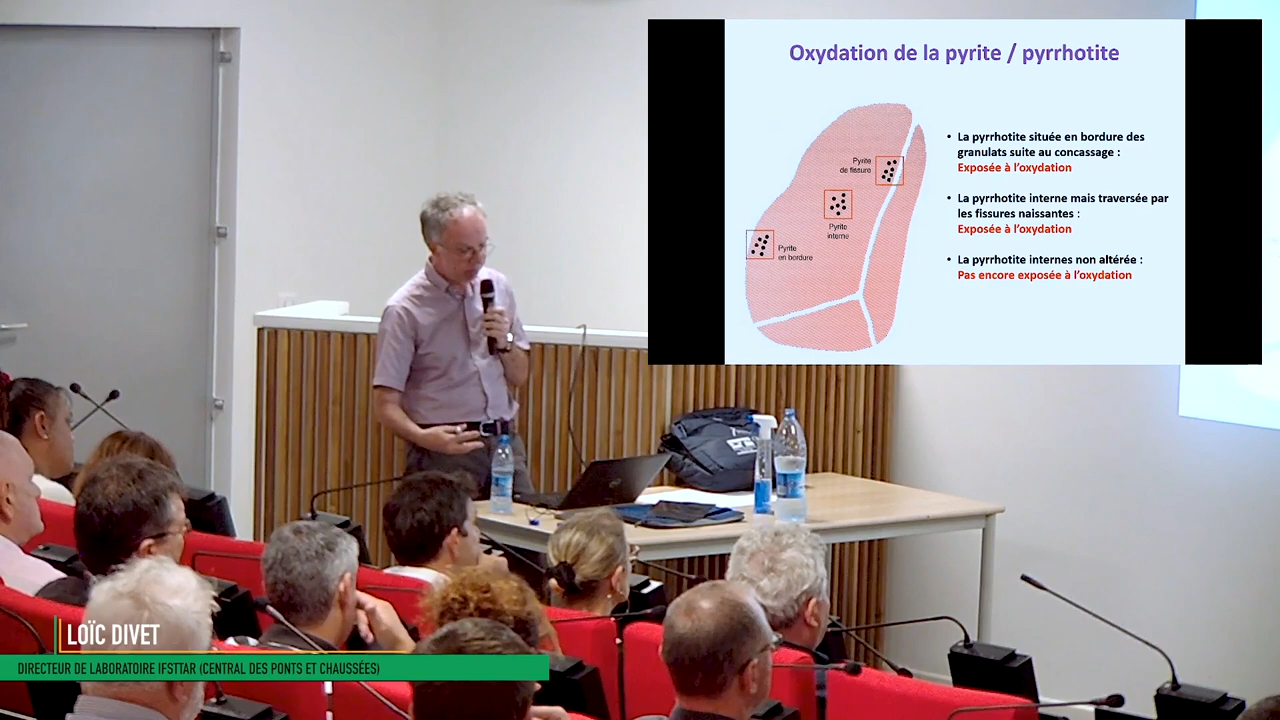 Oxydation de la pyrite / pyrrhotite
Pyrite
de fissure
Pyrite
interne
Pyrite
en bordure
• La pyrrhotite située en bordure des
granulats suite au concassage :
Exposée à l'oxydation
• La pyrrhotite interne mais traversée par
les fissures naissantes :
Exposée à l'oxydation
• La pyrrhotite internes non altérée :
Pas encore exposée à l'oxydation
LOÏC DIVET
DIRECTEUR DE LABORATOIRE IFSTTAR (CENTRAL DES PONTS ET CHAUSSÉES)